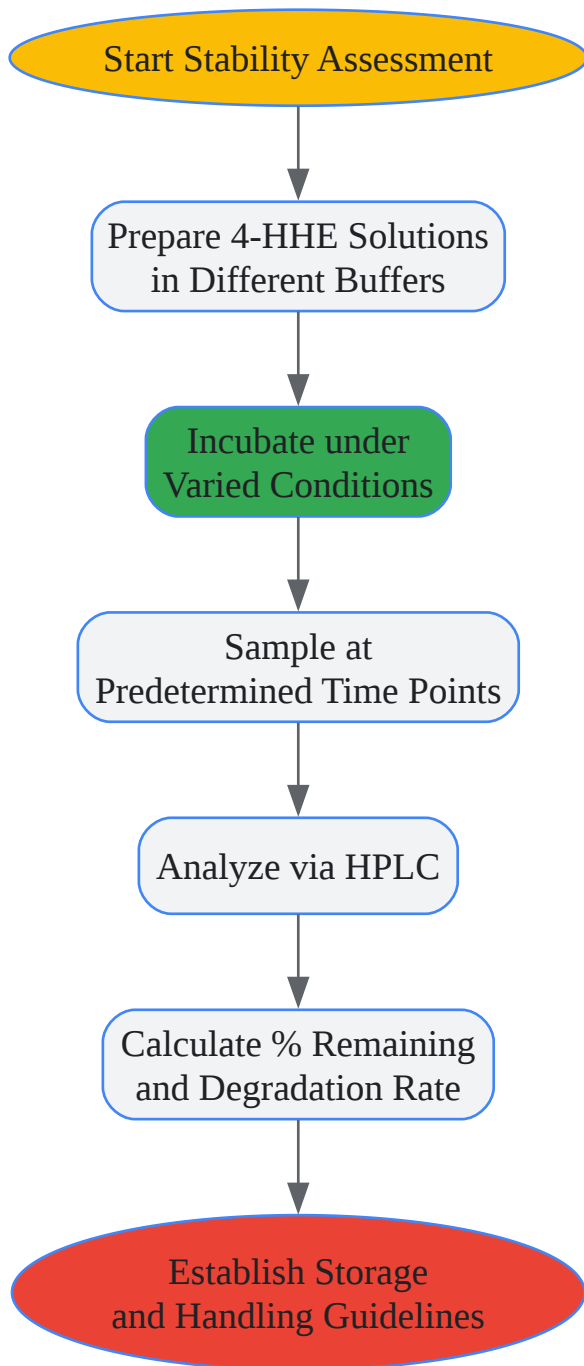 Start Stability Assessment
Prepare 4-HHE Solutions
in Different Buffers
Incubate under
Varied Conditions
Sample at
Predetermined Time Points
Analyze via HPLC
Calculate % Remaining
and Degradation Rate
Establish Storage
and Handling Guidelines